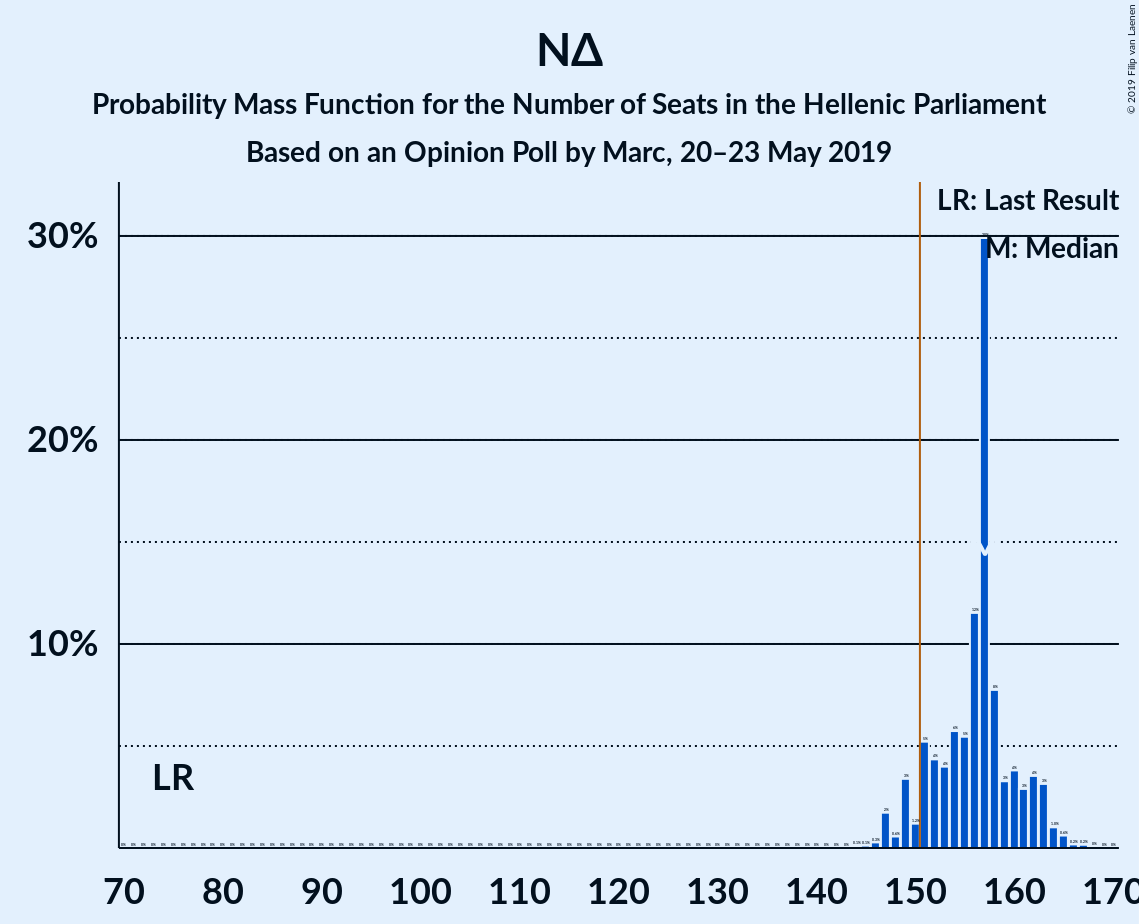 ΝΔ
Probability Mass Function for the Number of Seats in the Hellenic Parliament
Based on an Opinion Poll by Marc, 20–23 May 2019
© 2019 Filip van Laenen
LR: Last Result
M: Median
30%
20%
10%
LR
70 80 90 100 110 120 130 140 150 160 170